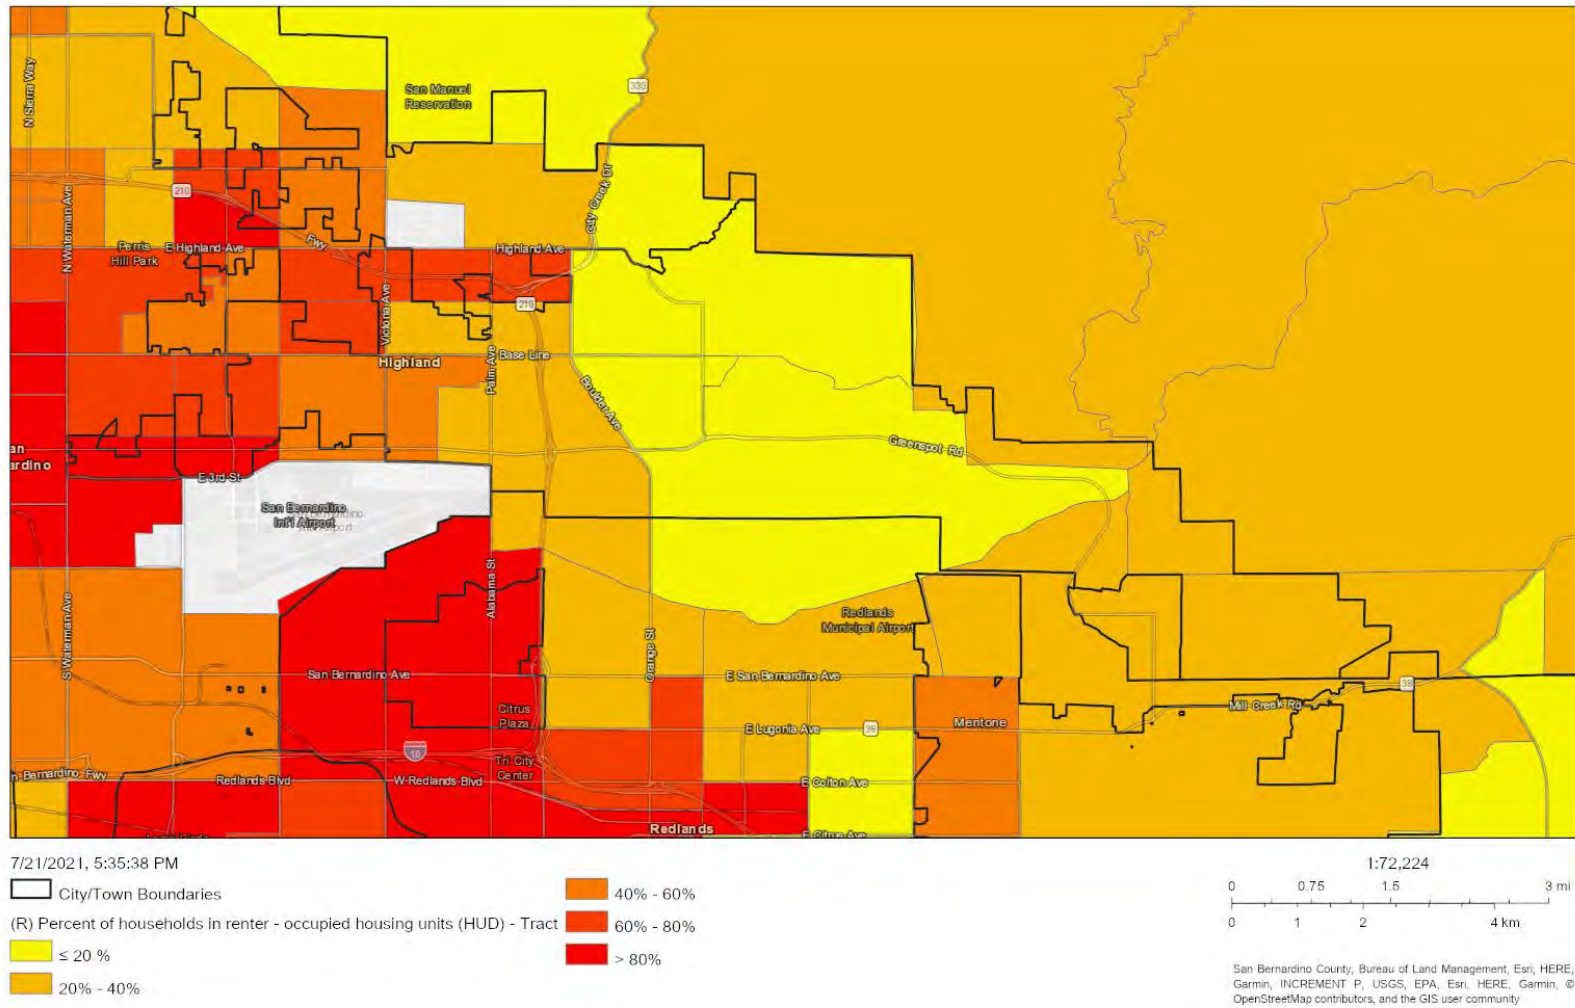 San Manuel
Reservation
330
N Sierra Way
210
City Creek Dr
N Waterman Ave
Perris
Hill Park
E Highland Ave
Fwy
Highland Ave
210
Victoria Ave
Highland
Palm Ave
Base Line
Boulder Ave
Greenspot Rd
E 3rd St
San Bernardino
Int'l Airport
Alabama St
S Waterman Ave
Orange St
Redlands
Municipal Airport
San Bernardino Ave
E San Bernardino Ave
38
Mill Creek Rd
Citrus
Plaza
E Lugonia Ave
38
Mentone
10
Tri City
Center
Bernardino Fwy
Redlands Blvd
W Redlands Blvd
E Colton Ave
Redlands
E Citrus Ave
7/21/2021, 5:35:38 PM
City/Town Boundaries
(R) Percent of households in renter - occupied housing units (HUD) - Tract
≤ 20 %
20% - 40%
40% - 60%
60% - 80%
> 80%
1:72,224
0 0.75 1.5 3 mi
0 1 2 4 km
San Bernardino County, Bureau of Land Management, Esri, HERE,
Garmin, INCREMENT P, USGS, EPA, Esri, HERE, Garmin, ©
OpenStreetMap contributors, and the GIS user community